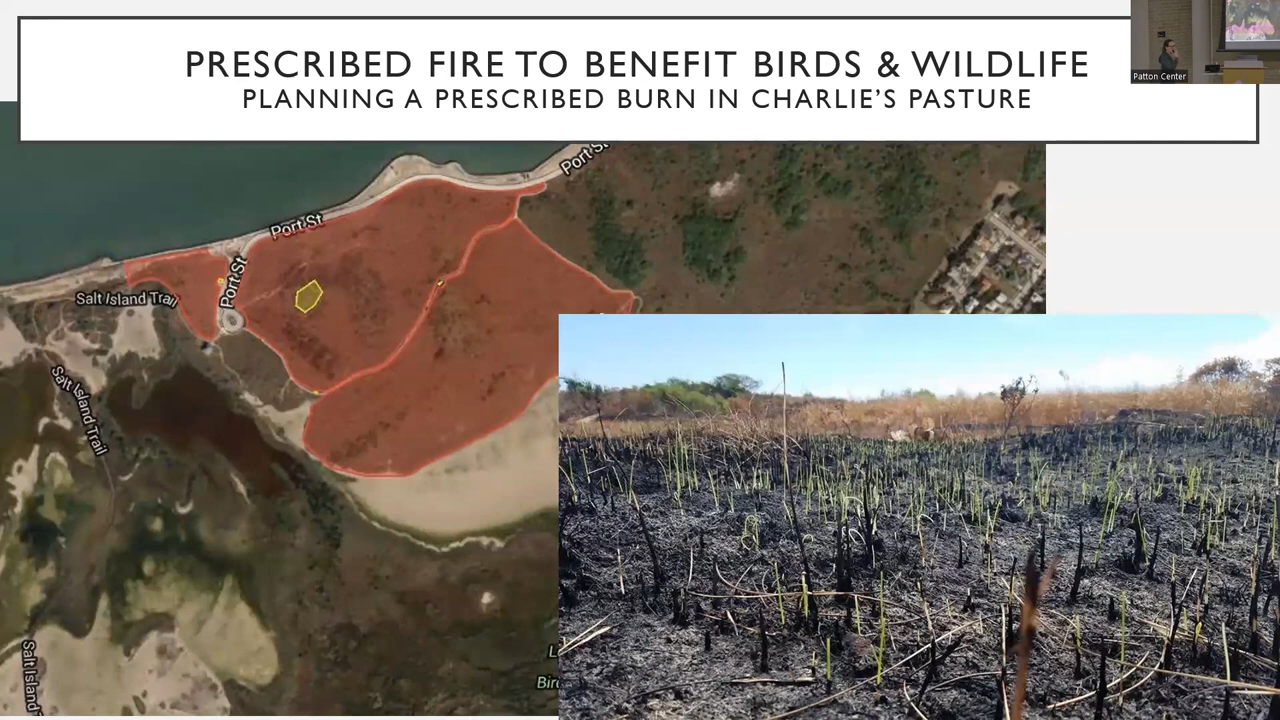 PRESCRIBED FIRE TO BENEFIT BIRDS & WILDLIFE
PLANNING A PRESCRIBED BURN IN CHARLIE'S PASTURE
Patton Center
Port St
Port St
Port St
Salt Island Trail
Salt Island Trail
Salt Island